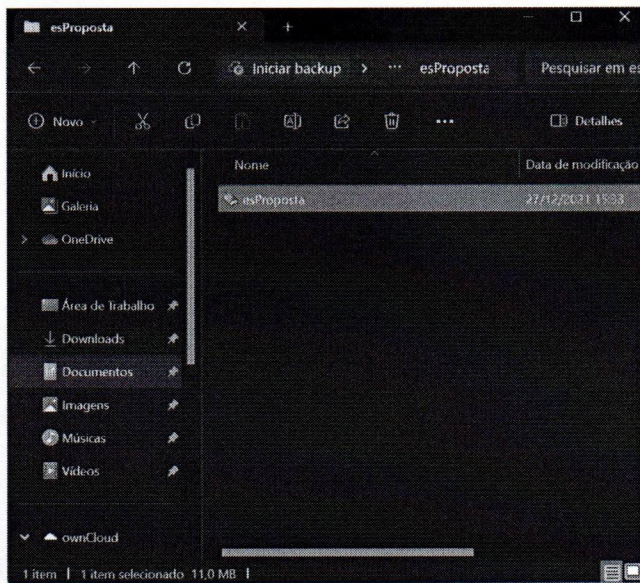 esProposta
Iniciar backup > ... esProposta Pesquisar em es
Novo ... Detalhes
Nome Data de modificação
Início
esProposta 27/12/2021 15:33
Galeria
OneDrive
Área de Trabalho
Downloads
Documentos
Imagens
Músicas
Vídeos
ownCloud
1 item | 1 item selecionado 11,0 MB |